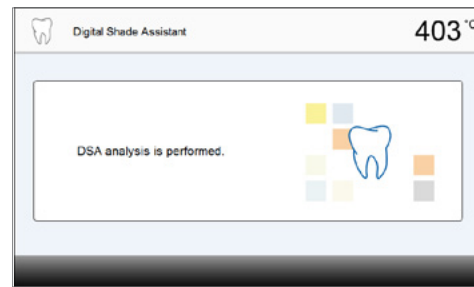 Digital Shade Assistant
403 °C
DSA analysis is performed.